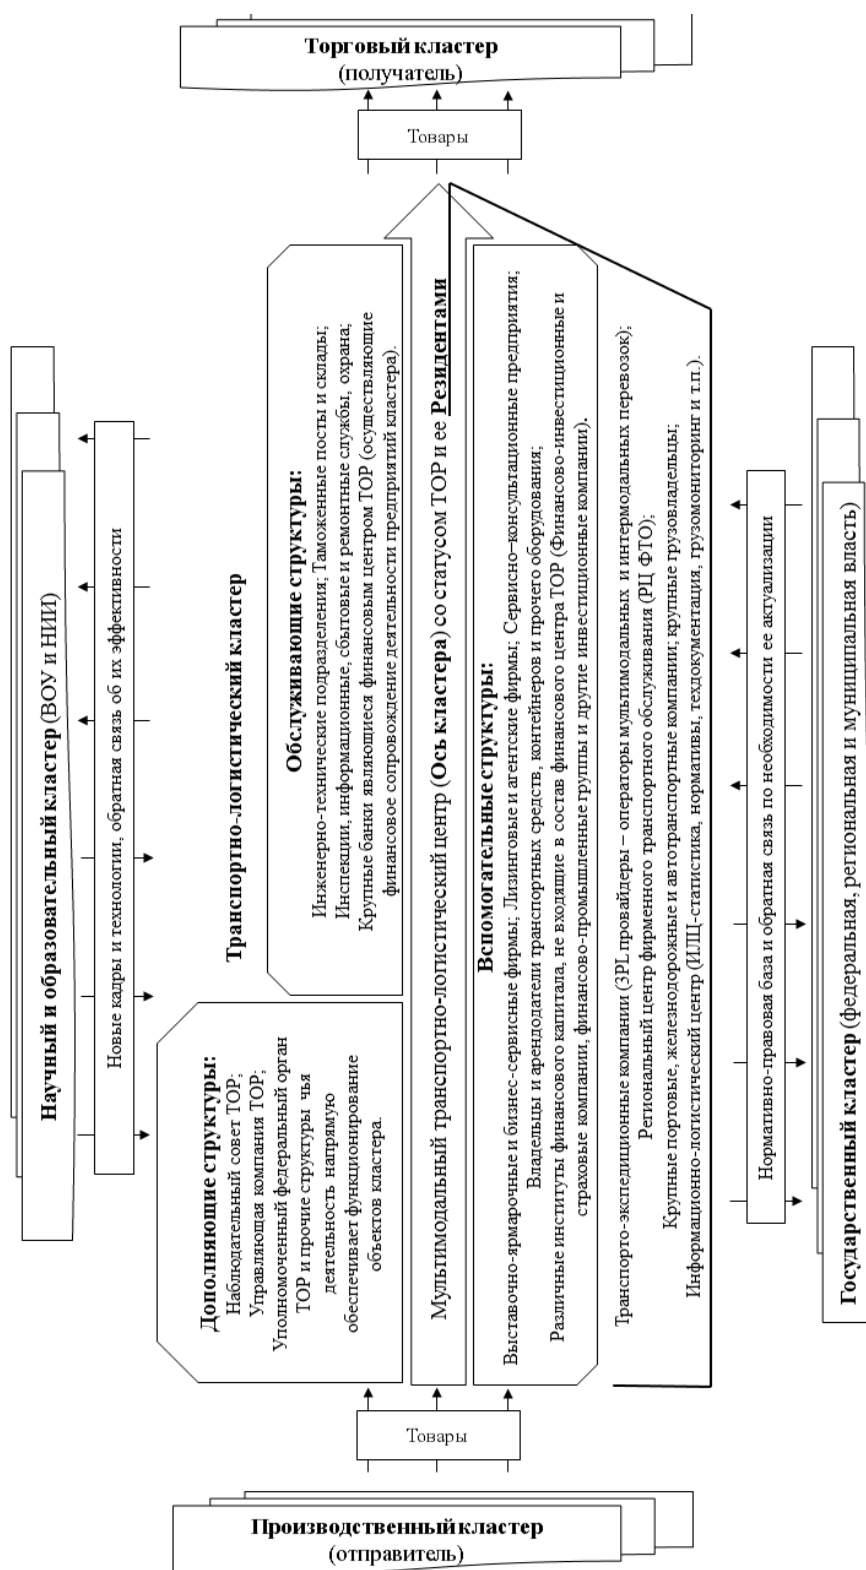 Торговый кластер
(получатель)
Товары
Научный и образовательный кластер (ВОУ и НИИ)
Новые кадры и технологии, обратная связь об их эффективности
Транспортно-логистический кластер
Дополняющие структуры:
Наблюдательный совет ТОР;
Управляющая компания ТОР;
Уполномоченный федеральный орган
ТОР и прочие структуры чья
деятельность напрямую
обеспечивает функционирование
объектов кластера.
Обслуживающие структуры:
Инженерно-технические подразделения; Таможенные посты и склады;
Инспекции, информационные, сбытовые и ремонтные службы, охрана;
Крупные банки являющиеся финансовым центром ТОР (осуществляющие
финансовое сопровождение деятельности предприятий кластера).
Мультимодальный транспортно-логистический центр (Ось кластера) со статусом ТОР и ее Резидентами
Вспомогательные структуры:
Выставочно-ярмарочные и бизнес-сервисные фирмы; Лизинговые и агентские фирмы; Сервисно–консультационные предприятия;
Владельцы и арендодатели транспортных средств, контейнеров и прочего оборудования;
Различные институты финансового капитала, не входящие в состав финансового центра ТОР (Финансово-инвестиционные и
страховые компании, финансово-промышленные группы и другие инвестиционные компании).
Транспорто-экспедиционные компании (3PL провайдеры – операторы мультимодальных и интермодальных перевозок);
Региональный центр фирменного транспортного обслуживания (РЦ ФТО);
Крупные портовые, железнодорожные и автотранспортные компании; крупные грузовладельцы;
Информационно-логистический центр (ИЛЦ-статистика, нормативы, техдокументация, грузомониторинг и т.п.).
Нормативно-правовая база и обратная связь по необходимости ее актуализации
Государственный кластер (федеральная, региональная и муниципальная власть)
Товары
Производственный кластер
(отправитель)